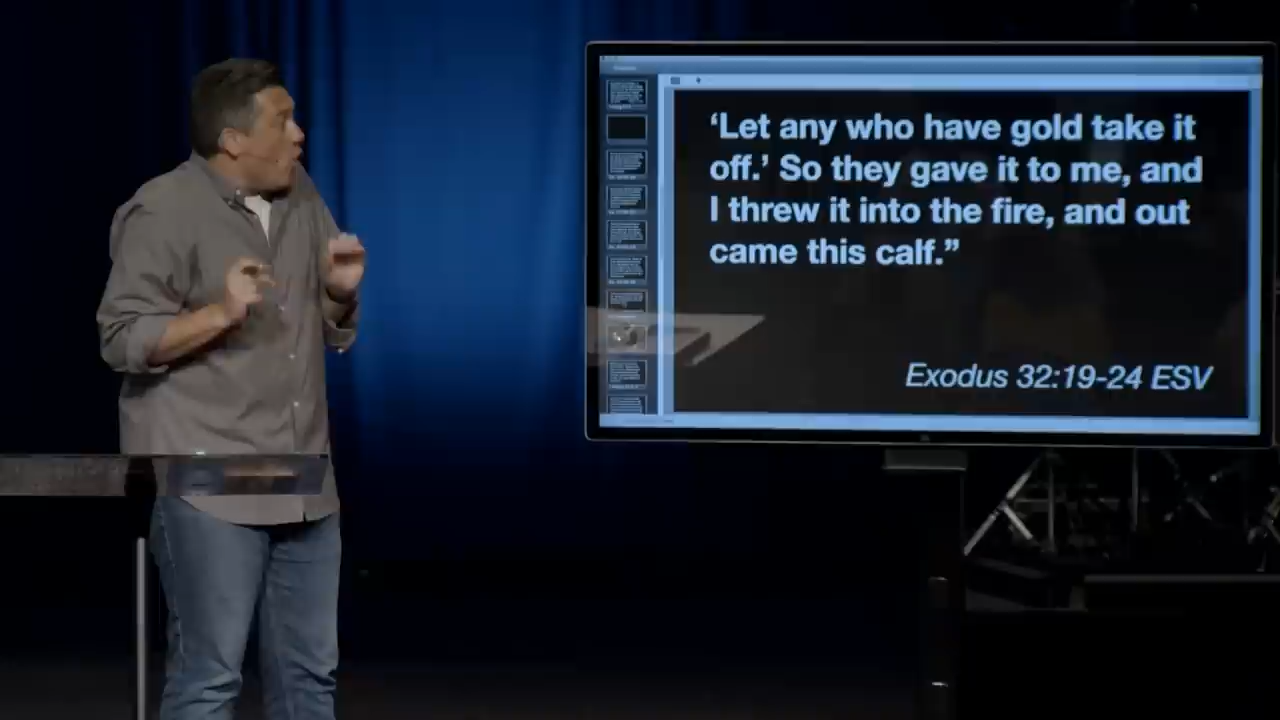 ‘Let any who have gold take it
off.’ So they gave it to me, and
I threw it into the fire, and out
came this calf.”
Exodus 32:19-24 ESV